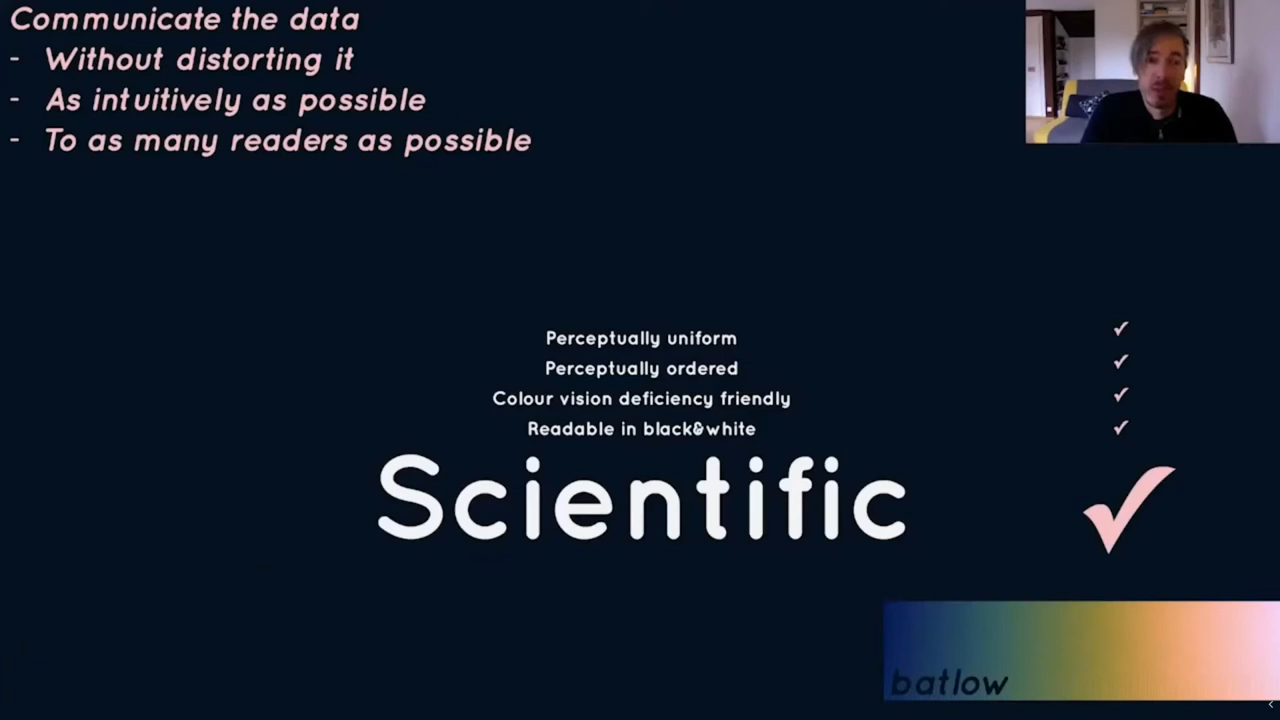 Communicate the data
- Without distorting it
- As intuitively as possible
- To as many readers as possible
Perceptually uniform ✓
Perceptually ordered ✓
Colour vision deficiency friendly ✓
Readable in black&white ✓
Scientific ✓
batlow